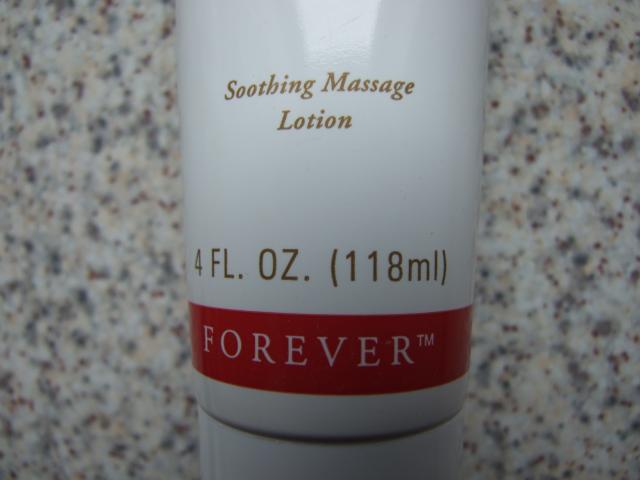 Soothing Massage
Lotion
4 FL. OZ. (118ml)
FOREVER™